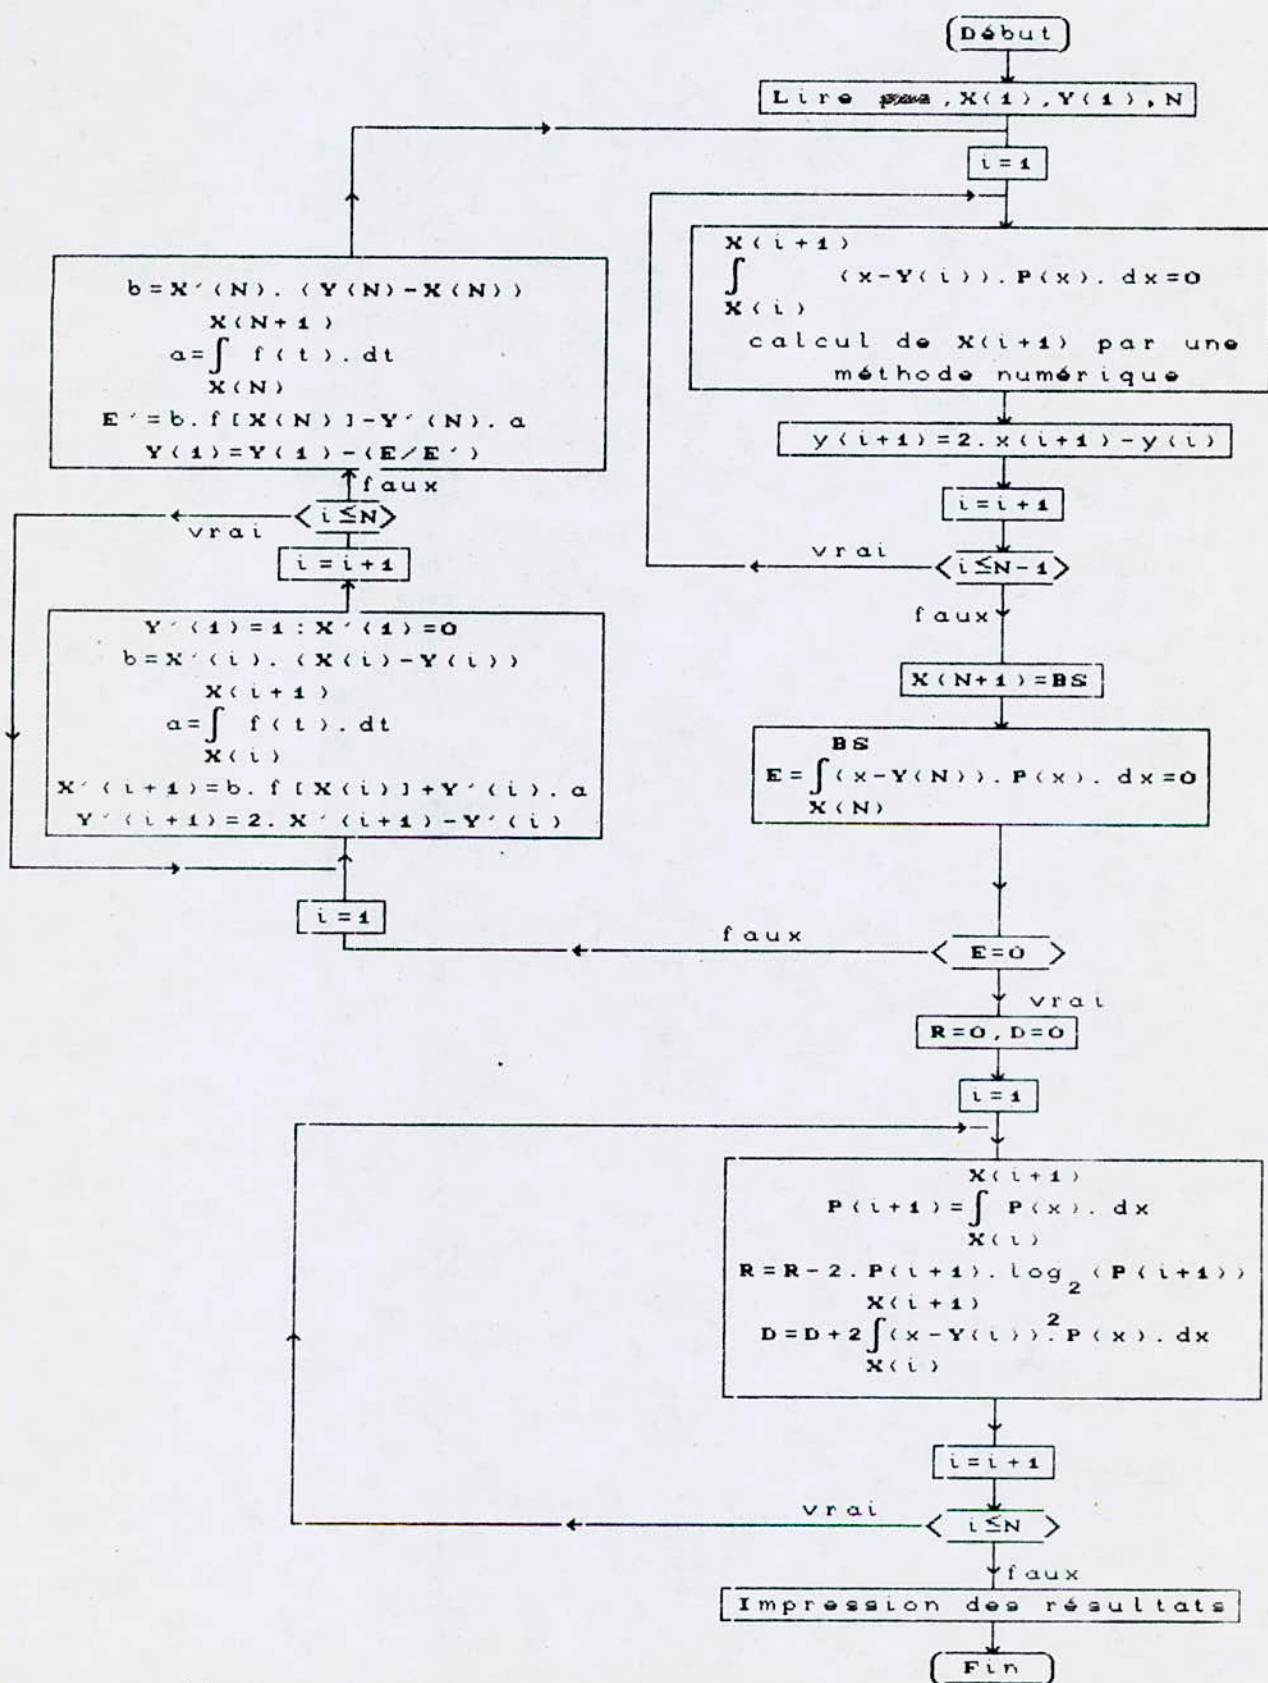 Début
Lire , X(1), Y(1), N
i=1
X(i+1)
∫ (x-Y(i)).P(x).dx=0
X(i)
calcul de X(i+1) par une
méthode numérique
y(i+1)=2.x(i+1)-y(i)
i=i+1
i≤N-1
vrai
faux
X(N+1)=BS
BS
E=∫(x-Y(N)).P(x).dx=0
X(N)
E=0
faux
vrai
i=1
Y'(1)=1:X'(1)=0
b=X'(i).(X(i)-Y(i))
X(i+1)
a=∫ f(t).dt
X(i)
X'(i+1)=b.f[X(i)]+Y'(i).a
Y'(i+1)=2.X'(i+1)-Y'(i)
i=i+1
i≤N
vrai
faux
b=X'(N).(Y(N)-X(N))
X(N+1)
a=∫ f(t).dt
X(N)
E'=b.f[X(N)]-Y'(N).a
Y(1)=Y(1)-(E/E')
R=0, D=0
i=1
X(i+1)
P(i+1)=∫ P(x).dx
X(i)
R=R-2.P(i+1).log₂(P(i+1))
X(i+1)
D=D+2∫(x-Y(i))².P(x).dx
X(i)
i=i+1
i≤N
vrai
faux
Impression des résultats
Fin